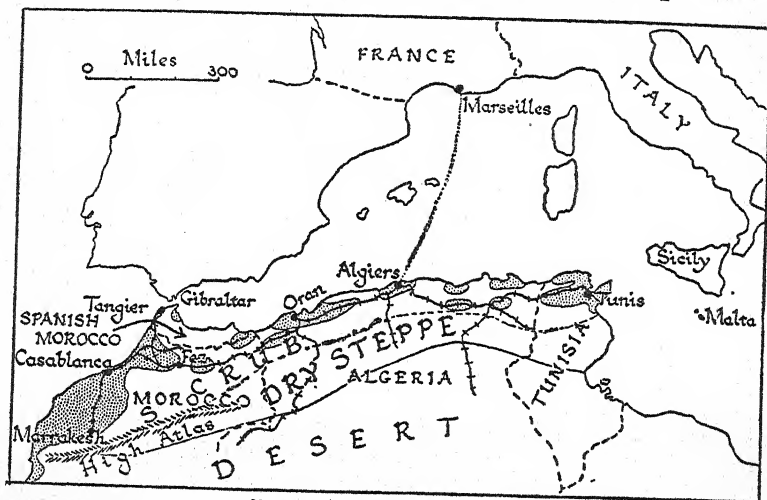 Miles
0 300
FRANCE
ITALY
Marseilles
Sicily
Algiers
Tunis
Malta
Tangier
Gibraltar
Oran
SPANISH
MOROCCO
Casablanca
Fez
SCRUB
DRY STEPPE
ALGERIA
TUNISIA
MOROCCO
Marrakesh
High Atlas
DESERT